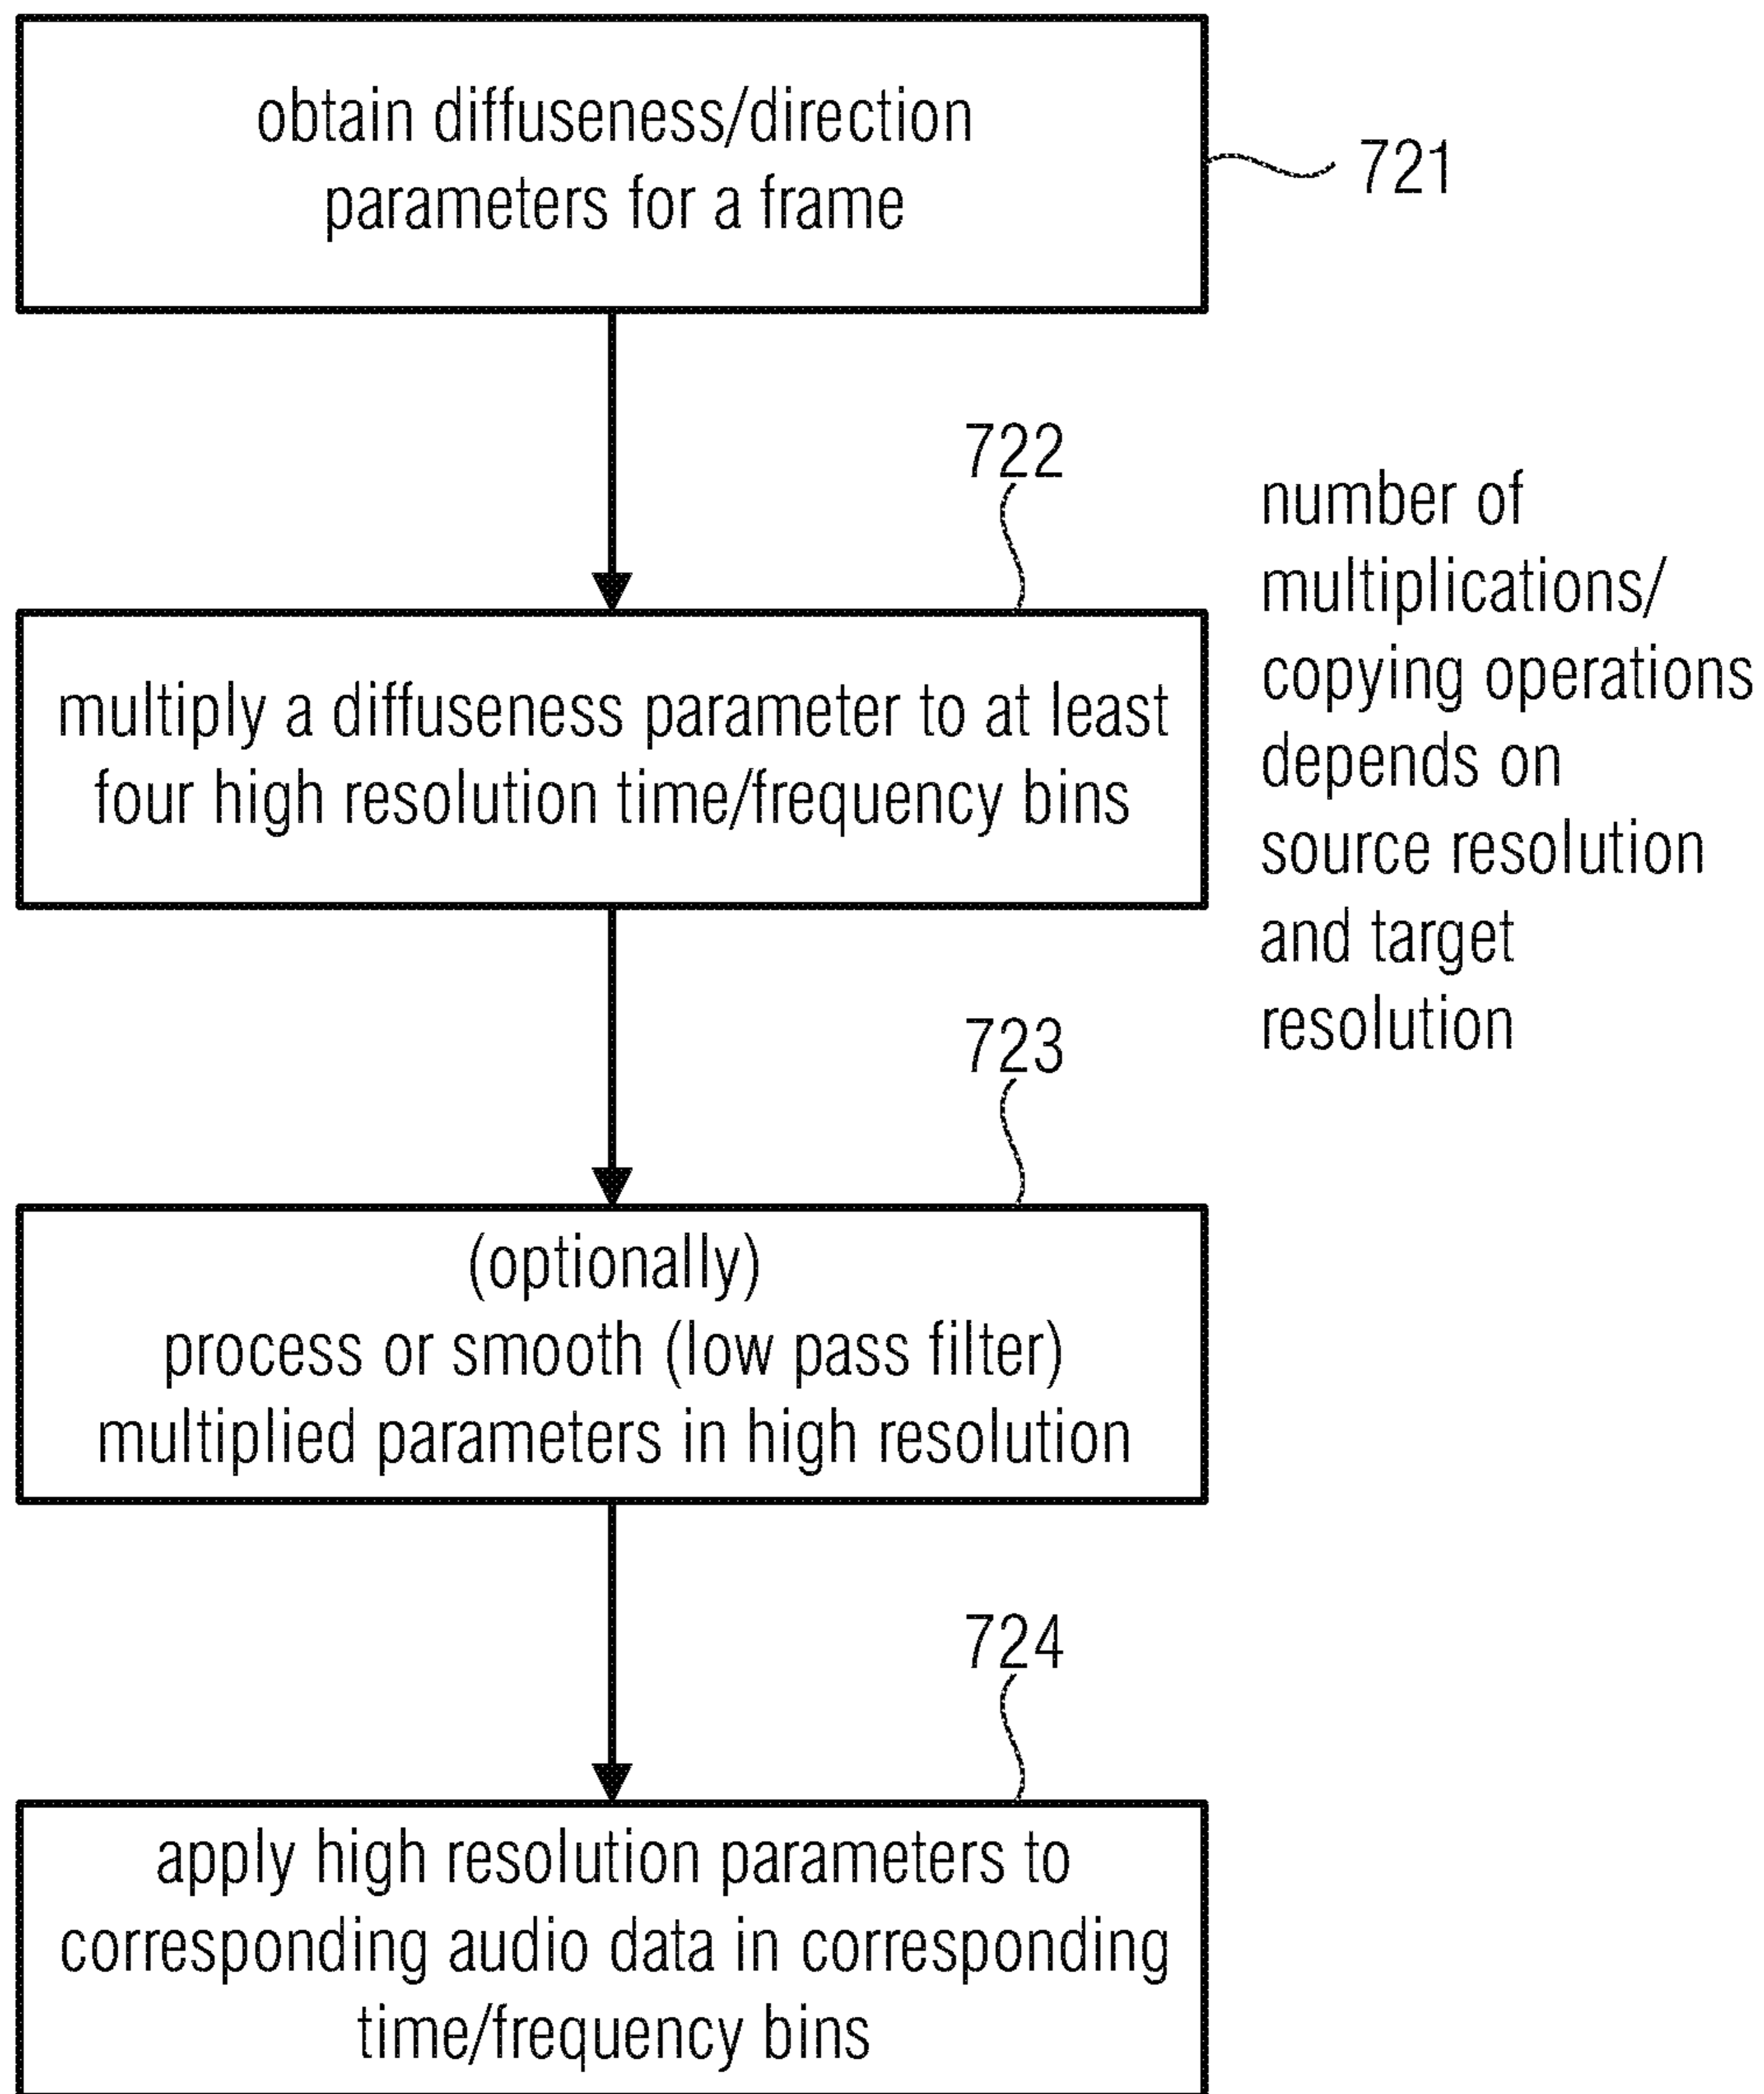 obtain diffuseness/direction
parameters for a frame
721
722
multiply a diffuseness parameter to at least
four high resolution time/frequency bins
number of
multiplications/
copying operations
depends on
source resolution
and target
resolution
723
(optionally)
process or smooth (low pass filter)
multiplied parameters in high resolution
724
apply high resolution parameters to
corresponding audio data in corresponding
time/frequency bins